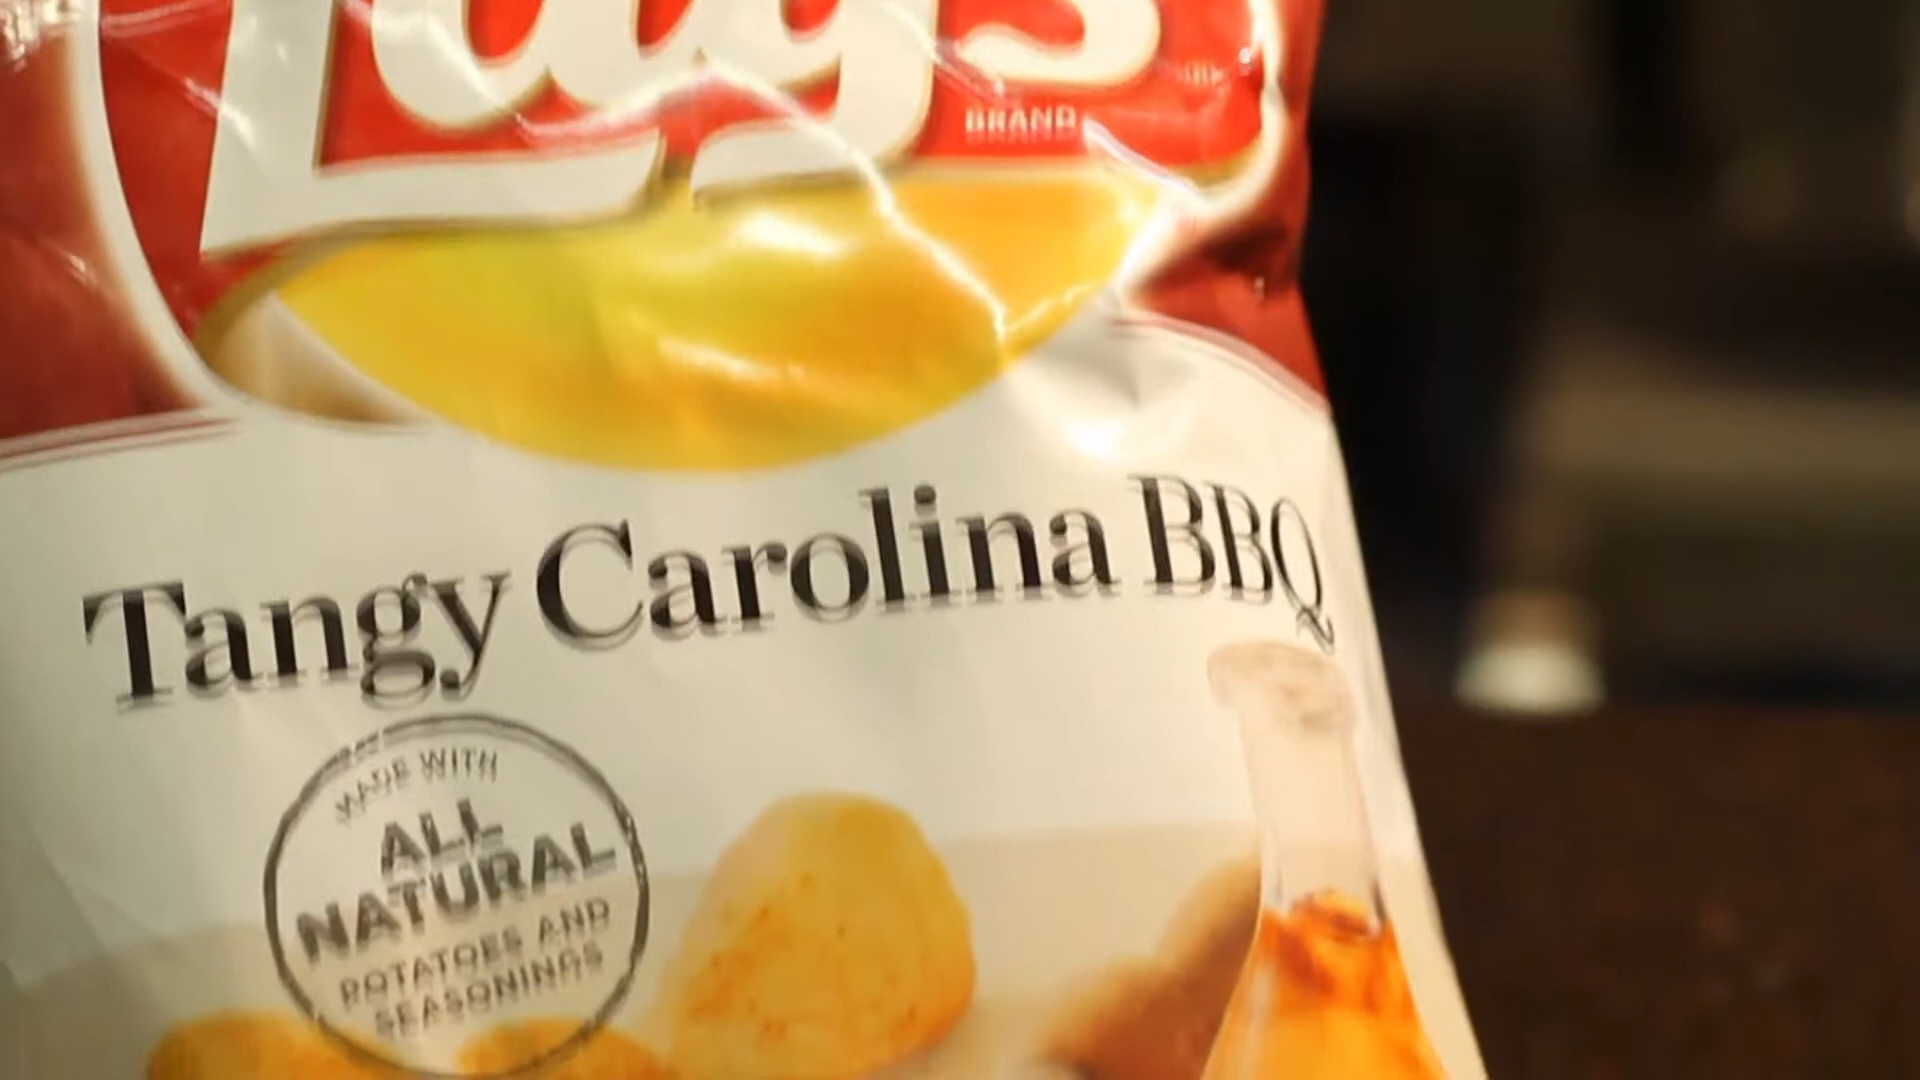 Lay's
BRAND
Tangy Carolina BBQ
MADE WITH
ALL
NATURAL
POTATOES AND
SEASONINGS